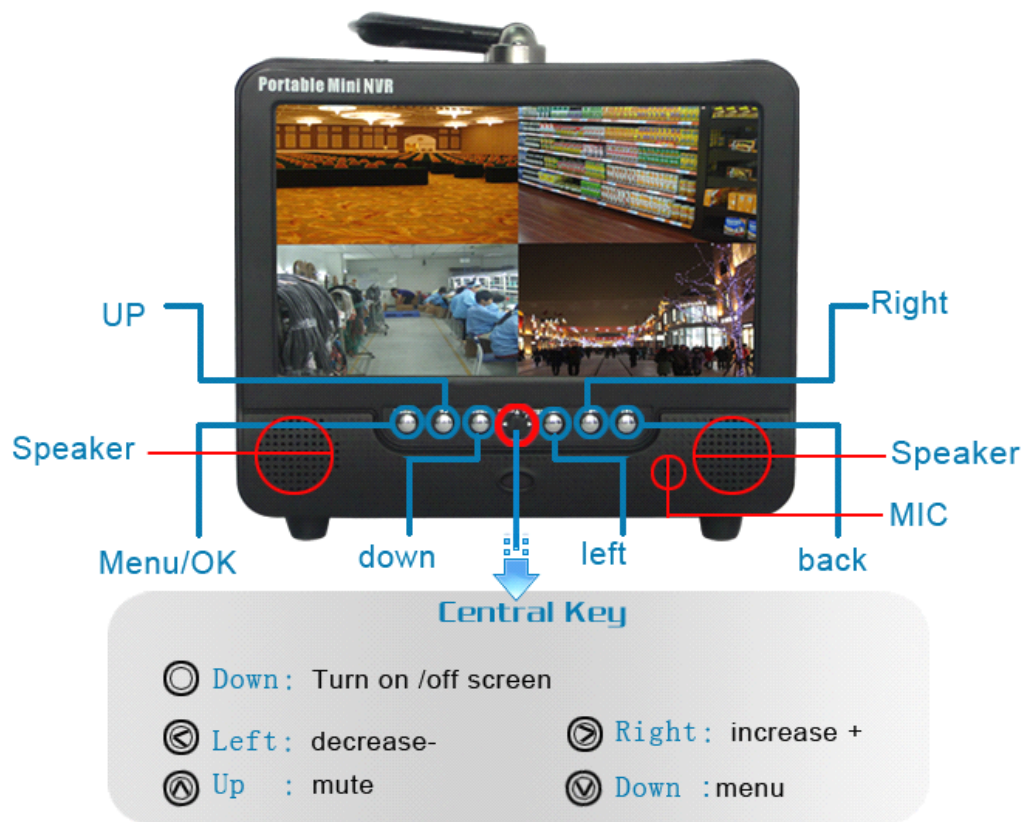 Portable Mini NVR
UP
Right
Speaker
Speaker
MIC
Menu/OK
down
left
back
Central Key
Down: Turn on /off screen
Left: decrease-
Right: increase +
Up : mute
Down :menu